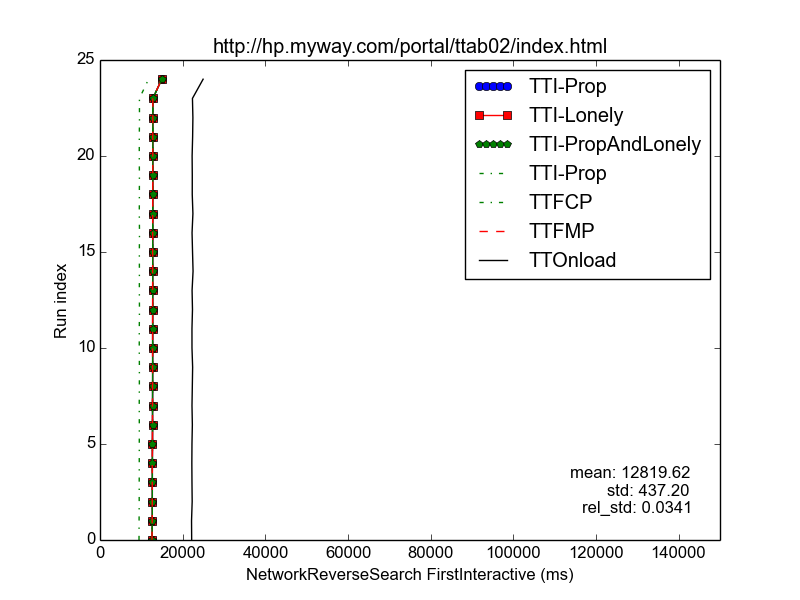 http://hp.myway.com/portal/ttab02/index.html
25
20
15
10
5
0
Run index
TTI-Prop
TTI-Lonely
TTI-PropAndLonely
TTI-Prop
TTFCP
TTFMP
TTOnload
mean: 12819.62
std: 437.20
rel_std: 0.0341
0 20000 40000 60000 80000 100000 120000 140000
NetworkReverseSearch FirstInteractive (ms)